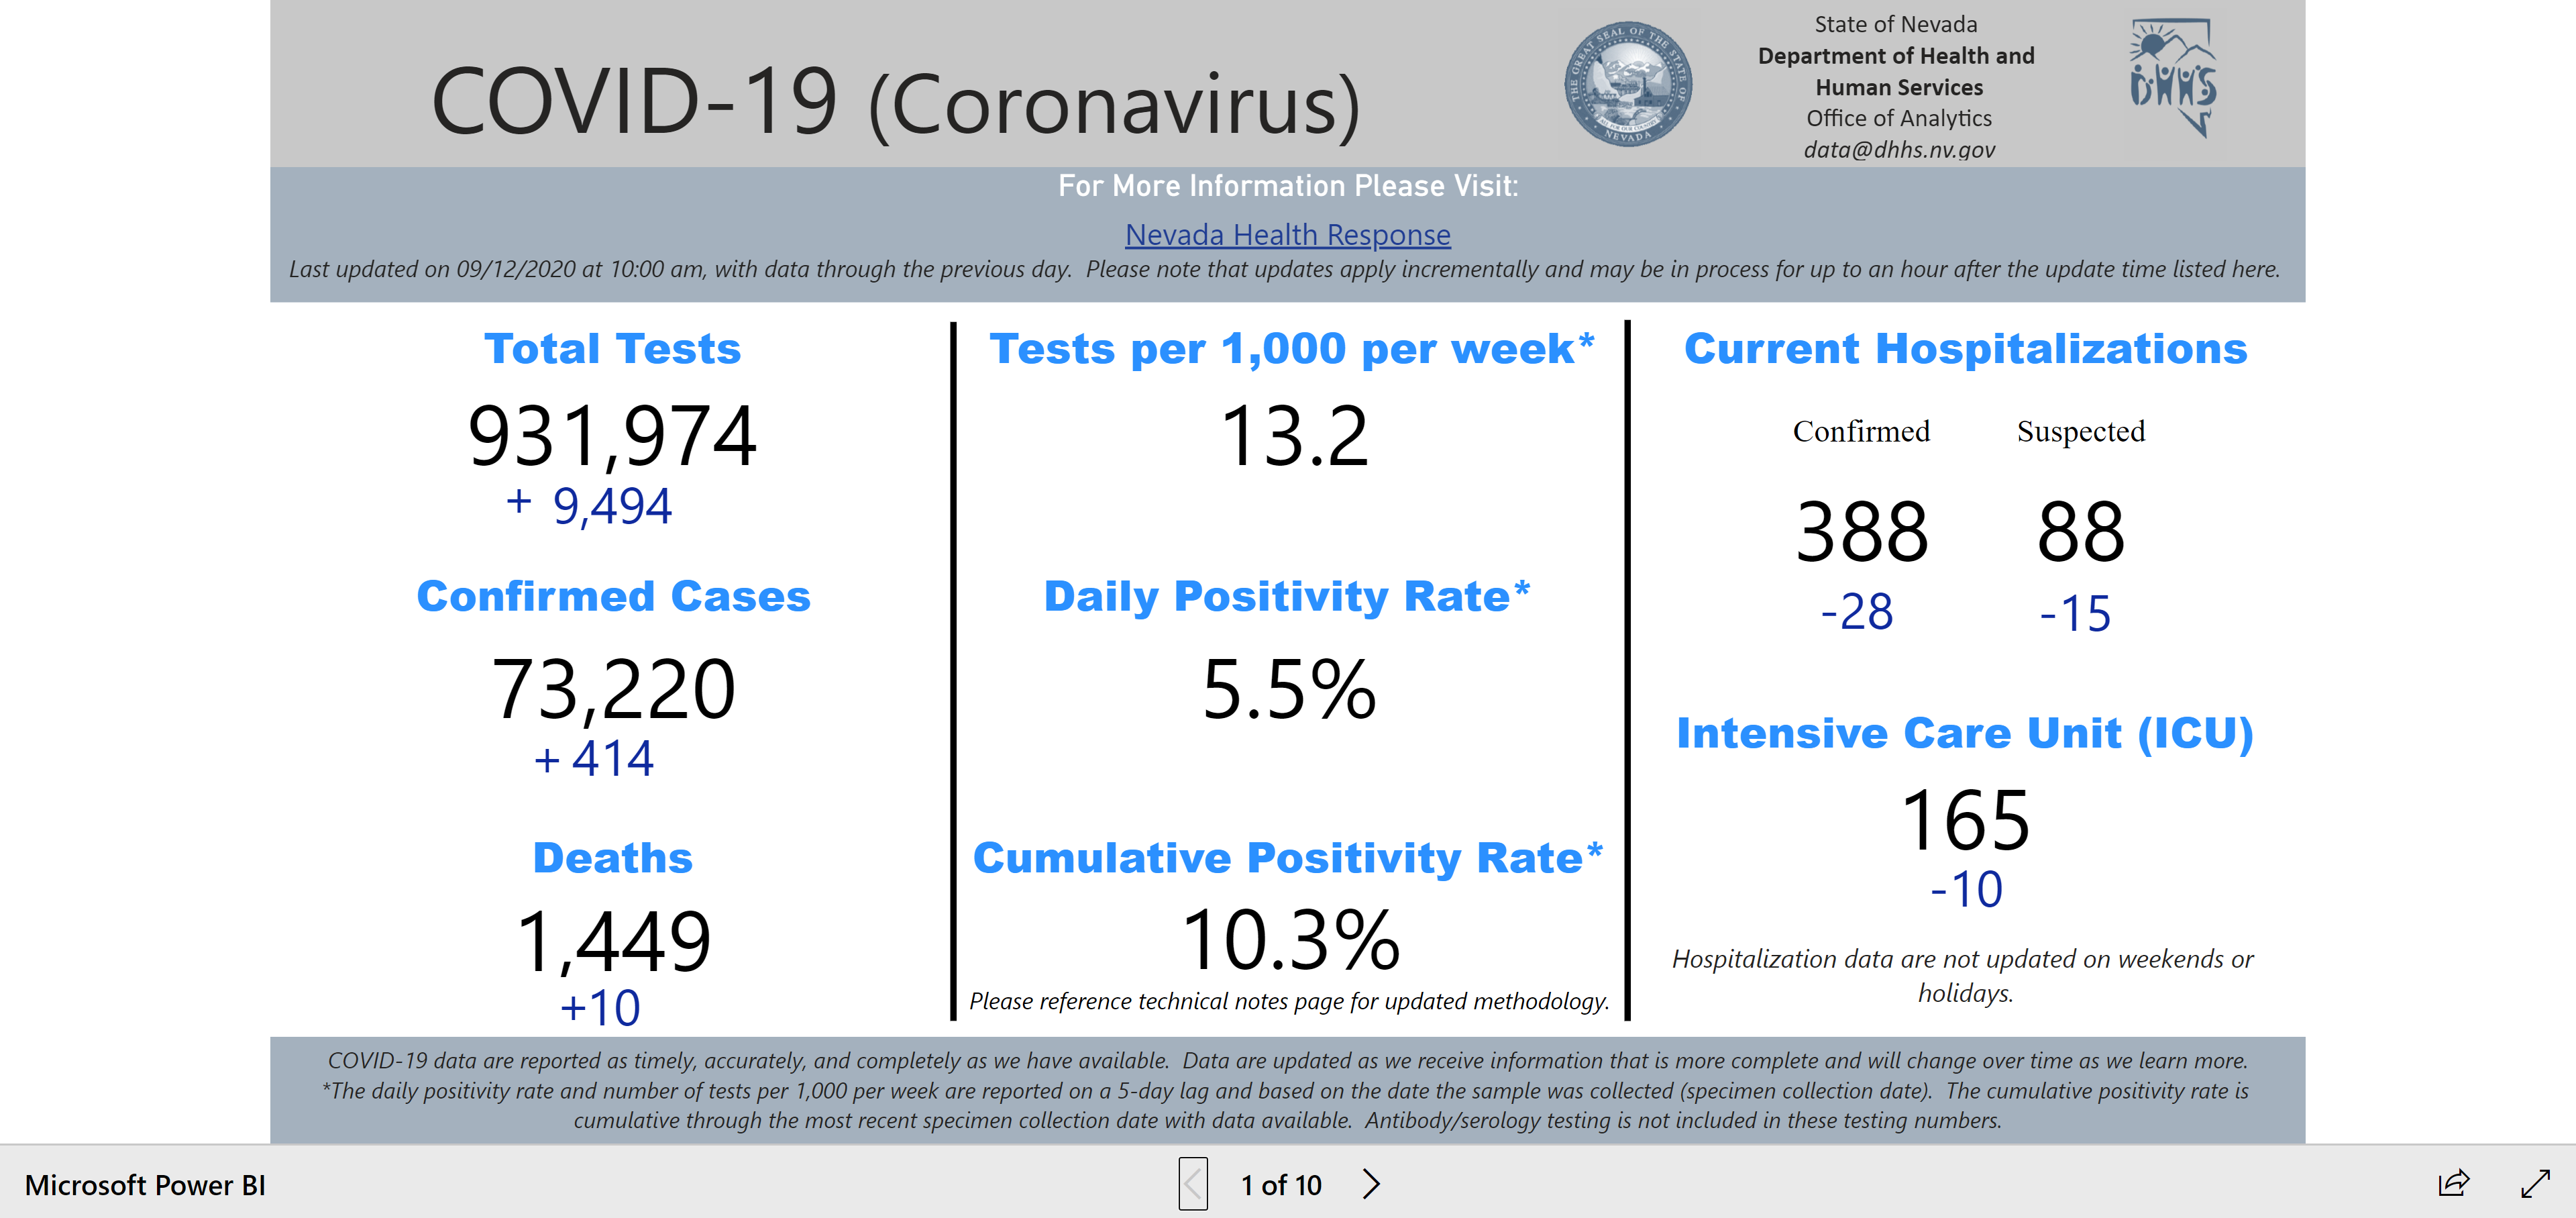 COVID-19 (Coronavirus)
THE GREAT SEAL OF THE STATE OF NEVADA
ALL FOR OUR COUNTRY
State of Nevada
Department of Health and
Human Services
Office of Analytics
data@dhhs.nv.gov
DHHS
For More Information Please Visit:
Nevada Health Response
Last updated on 09/12/2020 at 10:00 am, with data through the previous day.  Please note that updates apply incrementally and may be in process for up to an hour after the update time listed here.
Total Tests
931,974
+ 9,494
Confirmed Cases
73,220
+ 414
Deaths
1,449
+10
Tests per 1,000 per week*
13.2
Daily Positivity Rate*
5.5%
Cumulative Positivity Rate*
10.3%
Please reference technical notes page for updated methodology.
Current Hospitalizations
Confirmed Suspected
388 88
-28 -15
Intensive Care Unit (ICU)
165
-10
Hospitalization data are not updated on weekends or
holidays.
COVID-19 data are reported as timely, accurately, and completely as we have available.  Data are updated as we receive information that is more complete and will change over time as we learn more.
*The daily positivity rate and number of tests per 1,000 per week are reported on a 5-day lag and based on the date the sample was collected (specimen collection date).  The cumulative positivity rate is
cumulative through the most recent specimen collection date with data available.  Antibody/serology testing is not included in these testing numbers.
Microsoft Power BI
1 of 10